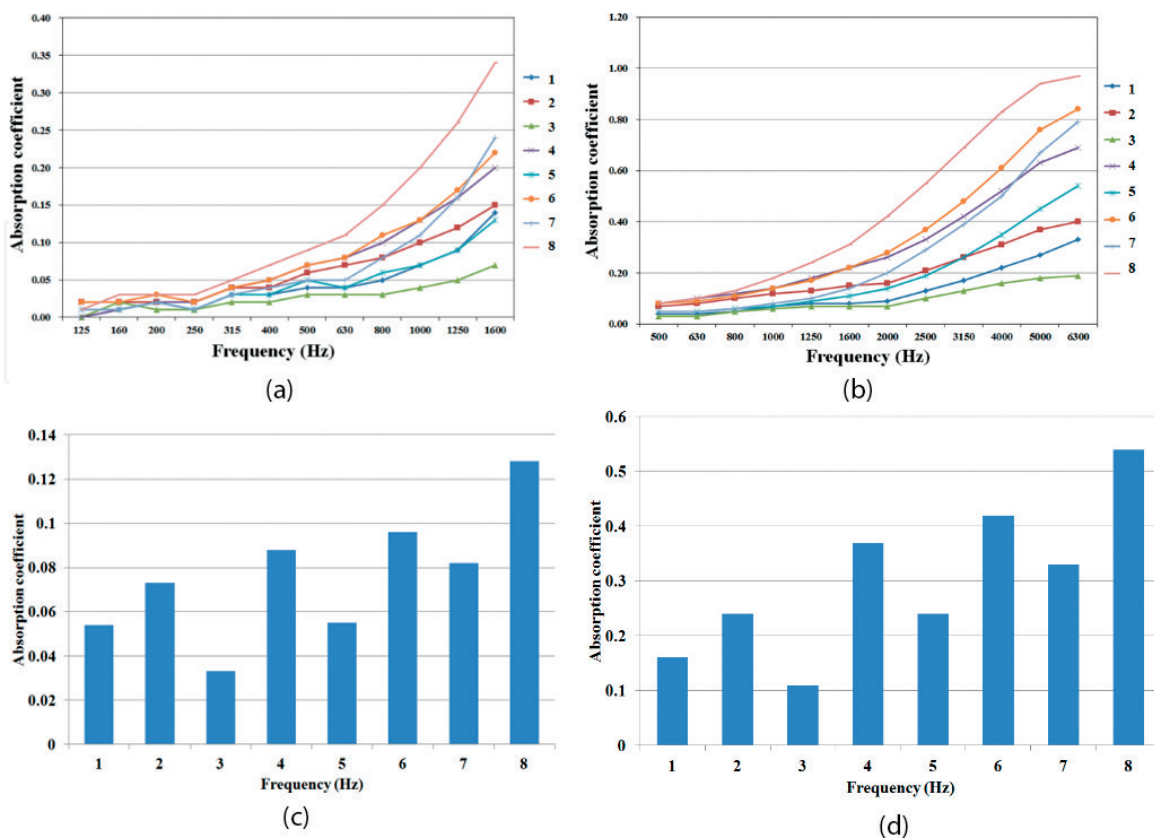 0.40
0.35
0.30
0.25
0.20
0.15
0.10
0.05
0.00
Absorption coefficient
125 160 200 250 315 400 500 630 800 1000 1250 1600
Frequency (Hz)
1
2
3
4
5
6
7
8
(a)
1.20
1.00
0.80
0.60
0.40
0.20
0.00
Absorption coefficient
500 630 800 1000 1250 1600 2000 2500 3150 4000 5000 6300
Frequency (Hz)
1
2
3
4
5
6
7
8
(b)
0.14
0.12
0.1
0.08
0.06
0.04
0.02
0
Absorption coefficient
1 2 3 4 5 6 7 8
Frequency (Hz)
(c)
0.6
0.5
0.4
0.3
0.2
0.1
0
Absorption coefficient
1 2 3 4 5 6 7 8
Frequency (Hz)
(d)